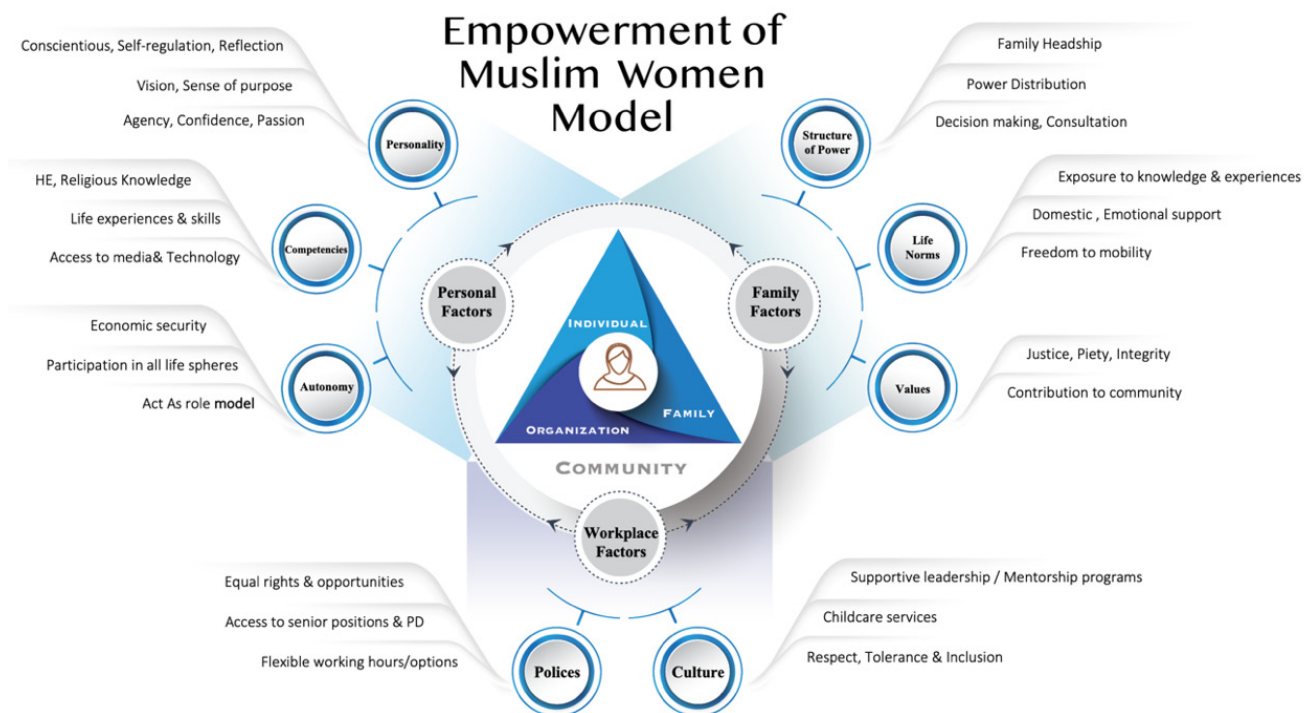 Empowerment of
Muslim Women
Model
Conscientious, Self-regulation, Reflection
Vision, Sense of purpose
Agency, Confidence, Passion
Personality
HE, Religious Knowledge
Life experiences & skills
Access to media& Technology
Competencies
Economic security
Participation in all life spheres
Act As role model
Autonomy
Personal
Factors
Family Headship
Power Distribution
Decision making, Consultation
Structure
of Power
Exposure to knowledge & experiences
Domestic , Emotional support
Freedom to mobility
Life
Norms
Justice, Piety, Integrity
Contribution to community
Values
Family
Factors
INDIVIDUAL
FAMILY
ORGANIZATION
COMMUNITY
Workplace
Factors
Equal rights & opportunities
Access to senior positions & PD
Flexible working hours/options
Polices
Supportive leadership / Mentorship programs
Childcare services
Respect, Tolerance & Inclusion
Culture